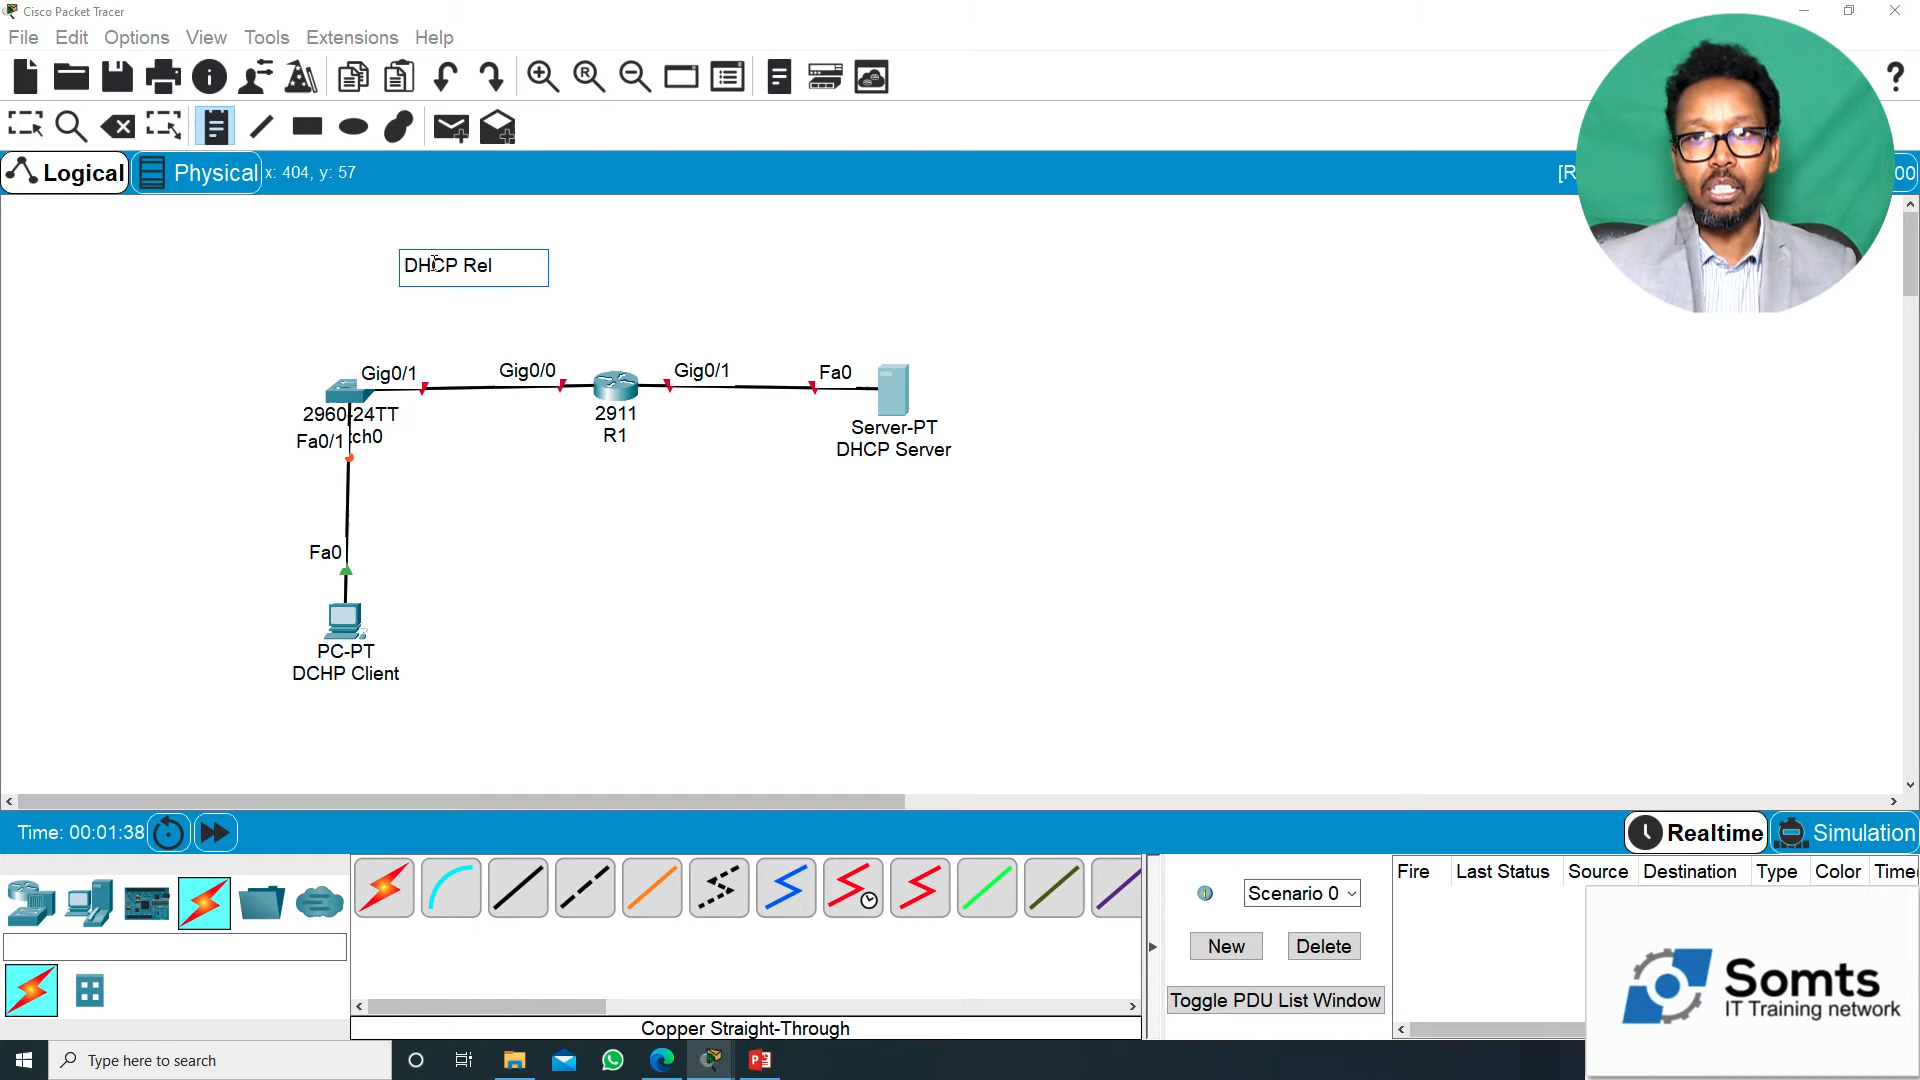 Cisco Packet Tracer
File Edit Options View Tools Extensions Help
?
Logical Physical x: 404, y: 57 [R 00
DHCP Rel
Gig0/1 Gig0/0 Gig0/1 Fa0
2960-24TT
Fa0/1 tch0
2911
R1
Server-PT
DHCP Server
Fa0
PC-PT
DCHP Client
Time: 00:01:38 Realtime Simulation
Fire Last Status Source Destination Type Color Time(
Scenario 0
New Delete
Toggle PDU List Window
Copper Straight-Through
Somts
IT Training network
Type here to search